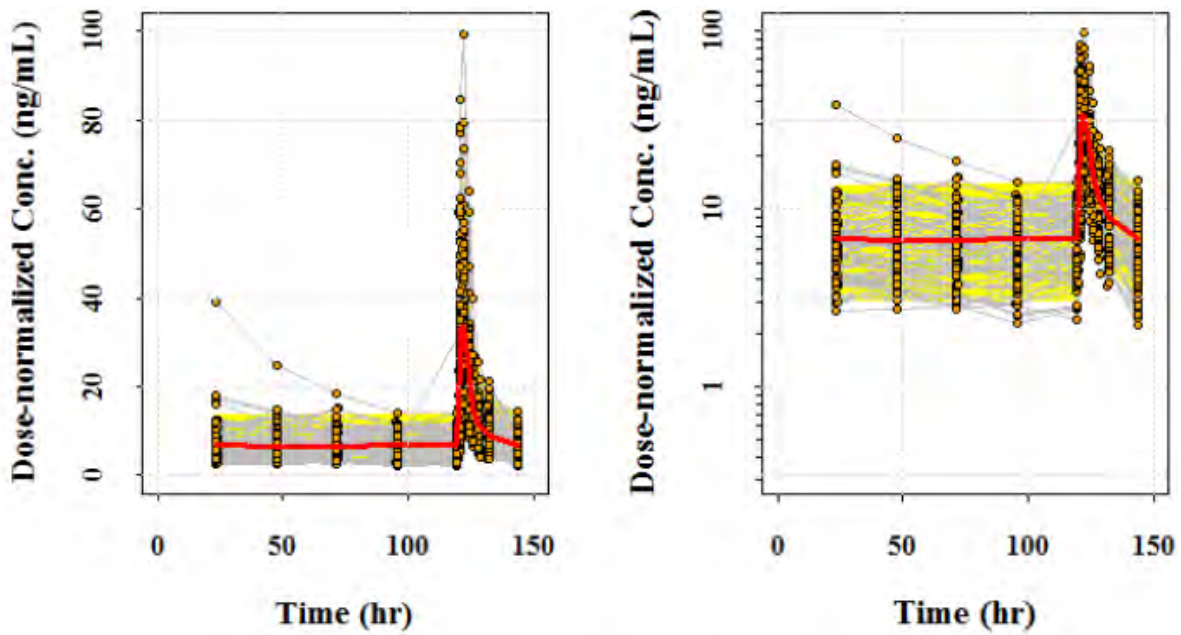 Dose-normalized Conc. (ng/mL)
100
80
60
40
20
0
0 50 100 150
Time (hr)
Dose-normalized Conc. (ng/mL)
100
10
1
0 50 100 150
Time (hr)